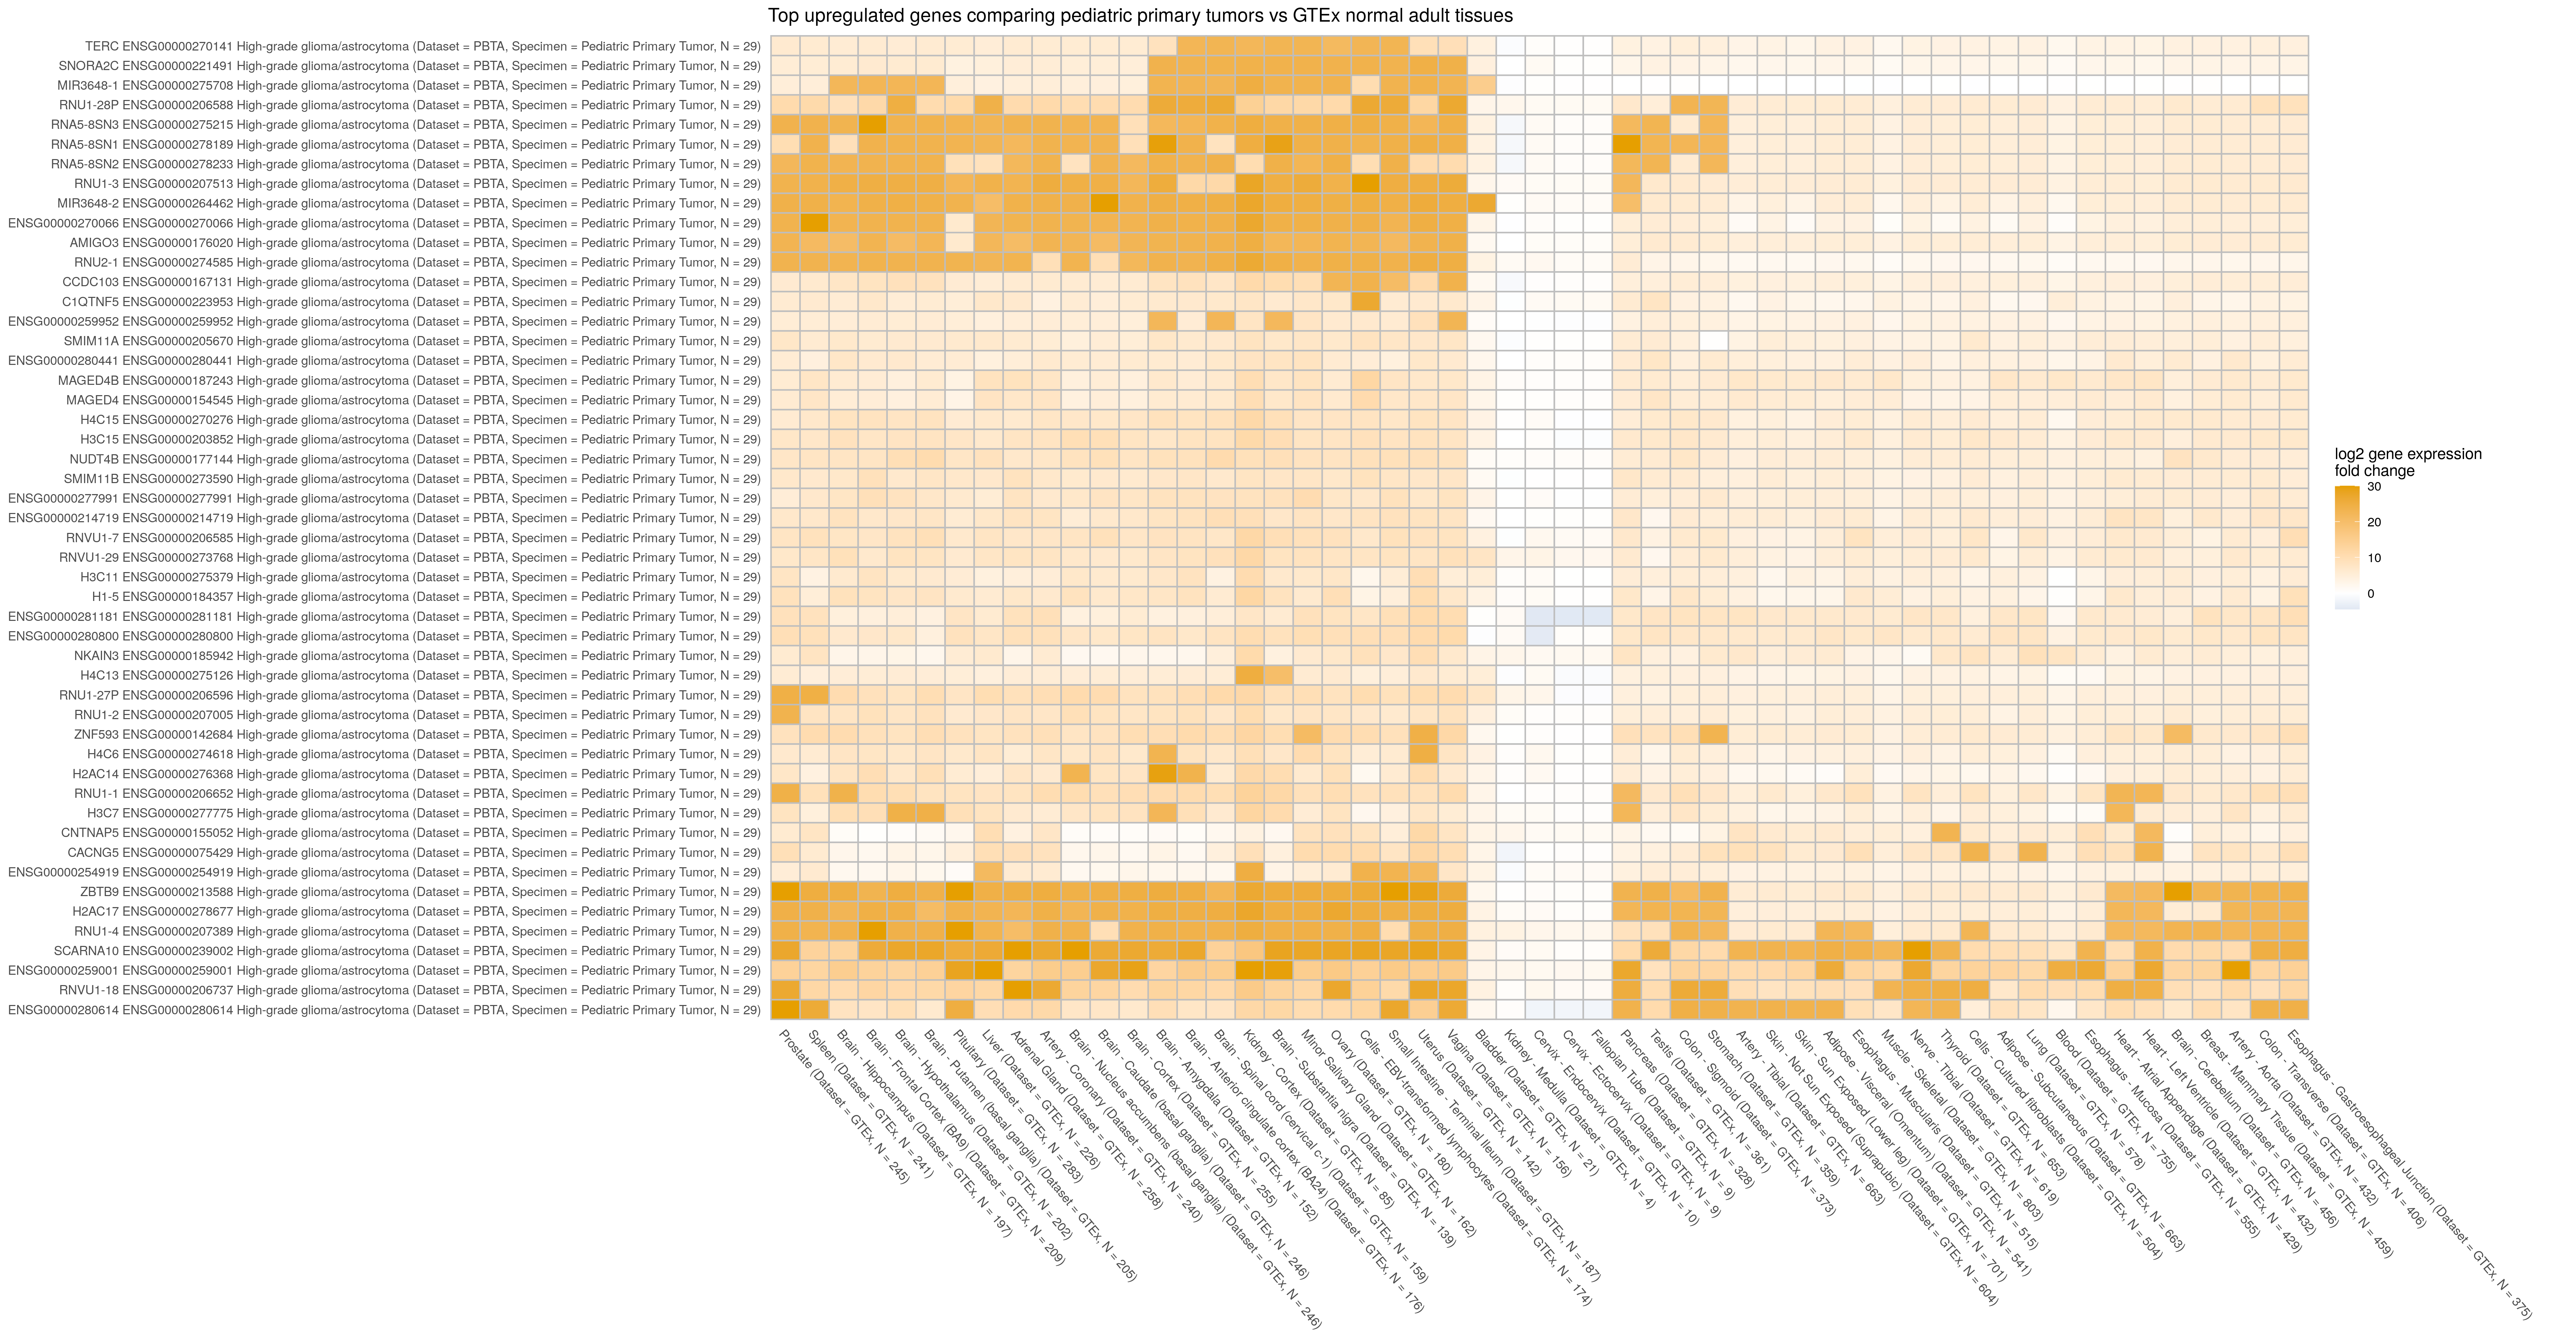 Top upregulated genes comparing pediatric primary tumors vs GTEx normal adult tissues
TERC ENSG00000270141 High-grade glioma/astrocytoma (Dataset = PBTA, Specimen = Pediatric Primary Tumor, N = 29)
SNORA2C ENSG00000221491 High-grade glioma/astrocytoma (Dataset = PBTA, Specimen = Pediatric Primary Tumor, N = 29)
MIR3648-1 ENSG00000275708 High-grade glioma/astrocytoma (Dataset = PBTA, Specimen = Pediatric Primary Tumor, N = 29)
RNU1-28P ENSG00000206588 High-grade glioma/astrocytoma (Dataset = PBTA, Specimen = Pediatric Primary Tumor, N = 29)
RNA5-8SN3 ENSG00000275215 High-grade glioma/astrocytoma (Dataset = PBTA, Specimen = Pediatric Primary Tumor, N = 29)
RNA5-8SN1 ENSG00000278189 High-grade glioma/astrocytoma (Dataset = PBTA, Specimen = Pediatric Primary Tumor, N = 29)
RNA5-8SN2 ENSG00000278233 High-grade glioma/astrocytoma (Dataset = PBTA, Specimen = Pediatric Primary Tumor, N = 29)
RNU1-3 ENSG00000207513 High-grade glioma/astrocytoma (Dataset = PBTA, Specimen = Pediatric Primary Tumor, N = 29)
MIR3648-2 ENSG00000264462 High-grade glioma/astrocytoma (Dataset = PBTA, Specimen = Pediatric Primary Tumor, N = 29)
ENSG00000270066 ENSG00000270066 High-grade glioma/astrocytoma (Dataset = PBTA, Specimen = Pediatric Primary Tumor, N = 29)
AMIGO3 ENSG00000176020 High-grade glioma/astrocytoma (Dataset = PBTA, Specimen = Pediatric Primary Tumor, N = 29)
RNU2-1 ENSG00000274585 High-grade glioma/astrocytoma (Dataset = PBTA, Specimen = Pediatric Primary Tumor, N = 29)
CCDC103 ENSG00000167131 High-grade glioma/astrocytoma (Dataset = PBTA, Specimen = Pediatric Primary Tumor, N = 29)
C1QTNF5 ENSG00000223953 High-grade glioma/astrocytoma (Dataset = PBTA, Specimen = Pediatric Primary Tumor, N = 29)
ENSG00000259952 ENSG00000259952 High-grade glioma/astrocytoma (Dataset = PBTA, Specimen = Pediatric Primary Tumor, N = 29)
SMIM11A ENSG00000205670 High-grade glioma/astrocytoma (Dataset = PBTA, Specimen = Pediatric Primary Tumor, N = 29)
ENSG00000280441 ENSG00000280441 High-grade glioma/astrocytoma (Dataset = PBTA, Specimen = Pediatric Primary Tumor, N = 29)
MAGED4B ENSG00000187243 High-grade glioma/astrocytoma (Dataset = PBTA, Specimen = Pediatric Primary Tumor, N = 29)
MAGED4 ENSG00000154545 High-grade glioma/astrocytoma (Dataset = PBTA, Specimen = Pediatric Primary Tumor, N = 29)
H4C15 ENSG00000270276 High-grade glioma/astrocytoma (Dataset = PBTA, Specimen = Pediatric Primary Tumor, N = 29)
H3C15 ENSG00000203852 High-grade glioma/astrocytoma (Dataset = PBTA, Specimen = Pediatric Primary Tumor, N = 29)
NUDT4B ENSG00000177144 High-grade glioma/astrocytoma (Dataset = PBTA, Specimen = Pediatric Primary Tumor, N = 29)
SMIM11B ENSG00000273590 High-grade glioma/astrocytoma (Dataset = PBTA, Specimen = Pediatric Primary Tumor, N = 29)
ENSG00000277991 ENSG00000277991 High-grade glioma/astrocytoma (Dataset = PBTA, Specimen = Pediatric Primary Tumor, N = 29)
ENSG00000214719 ENSG00000214719 High-grade glioma/astrocytoma (Dataset = PBTA, Specimen = Pediatric Primary Tumor, N = 29)
RNVU1-7 ENSG00000206585 High-grade glioma/astrocytoma (Dataset = PBTA, Specimen = Pediatric Primary Tumor, N = 29)
RNVU1-29 ENSG00000273768 High-grade glioma/astrocytoma (Dataset = PBTA, Specimen = Pediatric Primary Tumor, N = 29)
H3C11 ENSG00000275379 High-grade glioma/astrocytoma (Dataset = PBTA, Specimen = Pediatric Primary Tumor, N = 29)
H1-5 ENSG00000184357 High-grade glioma/astrocytoma (Dataset = PBTA, Specimen = Pediatric Primary Tumor, N = 29)
ENSG00000281181 ENSG00000281181 High-grade glioma/astrocytoma (Dataset = PBTA, Specimen = Pediatric Primary Tumor, N = 29)
ENSG00000280800 ENSG00000280800 High-grade glioma/astrocytoma (Dataset = PBTA, Specimen = Pediatric Primary Tumor, N = 29)
NKAIN3 ENSG00000185942 High-grade glioma/astrocytoma (Dataset = PBTA, Specimen = Pediatric Primary Tumor, N = 29)
H4C13 ENSG00000275126 High-grade glioma/astrocytoma (Dataset = PBTA, Specimen = Pediatric Primary Tumor, N = 29)
RNU1-27P ENSG00000206596 High-grade glioma/astrocytoma (Dataset = PBTA, Specimen = Pediatric Primary Tumor, N = 29)
RNU1-2 ENSG00000207005 High-grade glioma/astrocytoma (Dataset = PBTA, Specimen = Pediatric Primary Tumor, N = 29)
ZNF593 ENSG00000142684 High-grade glioma/astrocytoma (Dataset = PBTA, Specimen = Pediatric Primary Tumor, N = 29)
H4C6 ENSG00000274618 High-grade glioma/astrocytoma (Dataset = PBTA, Specimen = Pediatric Primary Tumor, N = 29)
H2AC14 ENSG00000276368 High-grade glioma/astrocytoma (Dataset = PBTA, Specimen = Pediatric Primary Tumor, N = 29)
RNU1-1 ENSG00000206652 High-grade glioma/astrocytoma (Dataset = PBTA, Specimen = Pediatric Primary Tumor, N = 29)
H3C7 ENSG00000277775 High-grade glioma/astrocytoma (Dataset = PBTA, Specimen = Pediatric Primary Tumor, N = 29)
CNTNAP5 ENSG00000155052 High-grade glioma/astrocytoma (Dataset = PBTA, Specimen = Pediatric Primary Tumor, N = 29)
CACNG5 ENSG00000075429 High-grade glioma/astrocytoma (Dataset = PBTA, Specimen = Pediatric Primary Tumor, N = 29)
ENSG00000254919 ENSG00000254919 High-grade glioma/astrocytoma (Dataset = PBTA, Specimen = Pediatric Primary Tumor, N = 29)
ZBTB9 ENSG00000213588 High-grade glioma/astrocytoma (Dataset = PBTA, Specimen = Pediatric Primary Tumor, N = 29)
H2AC17 ENSG00000278677 High-grade glioma/astrocytoma (Dataset = PBTA, Specimen = Pediatric Primary Tumor, N = 29)
RNU1-4 ENSG00000207389 High-grade glioma/astrocytoma (Dataset = PBTA, Specimen = Pediatric Primary Tumor, N = 29)
SCARNA10 ENSG00000239002 High-grade glioma/astrocytoma (Dataset = PBTA, Specimen = Pediatric Primary Tumor, N = 29)
ENSG00000259001 ENSG00000259001 High-grade glioma/astrocytoma (Dataset = PBTA, Specimen = Pediatric Primary Tumor, N = 29)
RNVU1-18 ENSG00000206737 High-grade glioma/astrocytoma (Dataset = PBTA, Specimen = Pediatric Primary Tumor, N = 29)
ENSG00000280614 ENSG00000280614 High-grade glioma/astrocytoma (Dataset = PBTA, Specimen = Pediatric Primary Tumor, N = 29)
Prostate (Dataset = GTEx, N = 245)
Spleen (Dataset = GTEx, N = 241)
Brain - Hippocampus (Dataset = GTEx, N = 197)
Brain - Frontal Cortex (BA9) (Dataset = GTEx, N = 209)
Brain - Hypothalamus (Dataset = GTEx, N = 202)
Brain - Putamen (basal ganglia) (Dataset = GTEx, N = 205)
Pituitary (Dataset = GTEx, N = 283)
Liver (Dataset = GTEx, N = 226)
Adrenal Gland (Dataset = GTEx, N = 258)
Artery - Coronary (Dataset = GTEx, N = 240)
Brain - Nucleus accumbens (basal ganglia) (Dataset = GTEx, N = 246)
Brain - Caudate (basal ganglia) (Dataset = GTEx, N = 246)
Brain - Cortex (Dataset = GTEx, N = 255)
Brain - Amygdala (Dataset = GTEx, N = 152)
Brain - Anterior cingulate cortex (BA24) (Dataset = GTEx, N = 176)
Brain - Spinal cord (cervical c-1) (Dataset = GTEx, N = 159)
Kidney - Cortex (Dataset = GTEx, N = 85)
Brain - Substantia nigra (Dataset = GTEx, N = 139)
Minor Salivary Gland (Dataset = GTEx, N = 162)
Ovary (Dataset = GTEx, N = 180)
Cells - EBV-transformed lymphocytes (Dataset = GTEx, N = 174)
Small Intestine - Terminal Ileum (Dataset = GTEx, N = 187)
Uterus (Dataset = GTEx, N = 142)
Vagina (Dataset = GTEx, N = 156)
Bladder (Dataset = GTEx, N = 21)
Kidney - Medulla (Dataset = GTEx, N = 4)
Cervix - Endocervix (Dataset = GTEx, N = 10)
Cervix - Ectocervix (Dataset = GTEx, N = 9)
Fallopian Tube (Dataset = GTEx, N = 9)
Pancreas (Dataset = GTEx, N = 328)
Testis (Dataset = GTEx, N = 361)
Colon - Sigmoid (Dataset = GTEx, N = 373)
Stomach (Dataset = GTEx, N = 359)
Artery - Tibial (Dataset = GTEx, N = 663)
Skin - Not Sun Exposed (Suprapubic) (Dataset = GTEx, N = 604)
Skin - Sun Exposed (Lower leg) (Dataset = GTEx, N = 701)
Adipose - Visceral (Omentum) (Dataset = GTEx, N = 541)
Esophagus - Muscularis (Dataset = GTEx, N = 515)
Muscle - Skeletal (Dataset = GTEx, N = 803)
Nerve - Tibial (Dataset = GTEx, N = 619)
Thyroid (Dataset = GTEx, N = 653)
Cells - Cultured fibroblasts (Dataset = GTEx, N = 504)
Adipose - Subcutaneous (Dataset = GTEx, N = 663)
Lung (Dataset = GTEx, N = 578)
Blood (Dataset = GTEx, N = 755)
Esophagus - Mucosa (Dataset = GTEx, N = 555)
Heart - Atrial Appendage (Dataset = GTEx, N = 429)
Heart - Left Ventricle (Dataset = GTEx, N = 432)
Brain - Cerebellum (Dataset = GTEx, N = 456)
Breast - Mammary Tissue (Dataset = GTEx, N = 459)
Artery - Aorta (Dataset = GTEx, N = 432)
Colon - Transverse (Dataset = GTEx, N = 406)
Esophagus - Gastroesophageal Junction (Dataset = GTEx, N = 375)
log2 gene expression
fold change
30
20
10
0